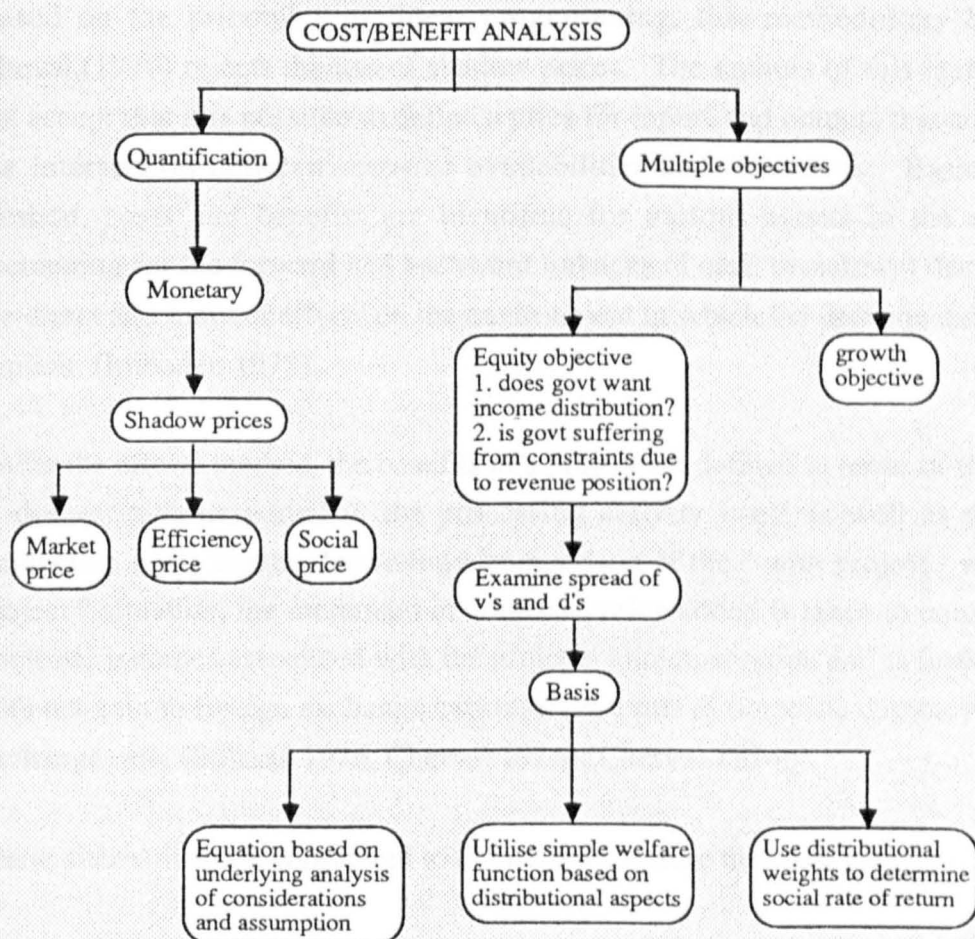 COST/BENEFIT ANALYSIS
Quantification
Multiple objectives
Monetary
Equity objective
1. does govt want
income distribution?
2. is govt suffering
from constraints due
to revenue position?
growth
objective
Shadow prices
Market
price
Efficiency
price
Social
price
Examine spread of
v's and d's
Basis
Equation based on
underlying analysis
of considerations
and assumption
Utilise simple welfare
function based on
distributional aspects
Use distributional
weights to determine
social rate of return